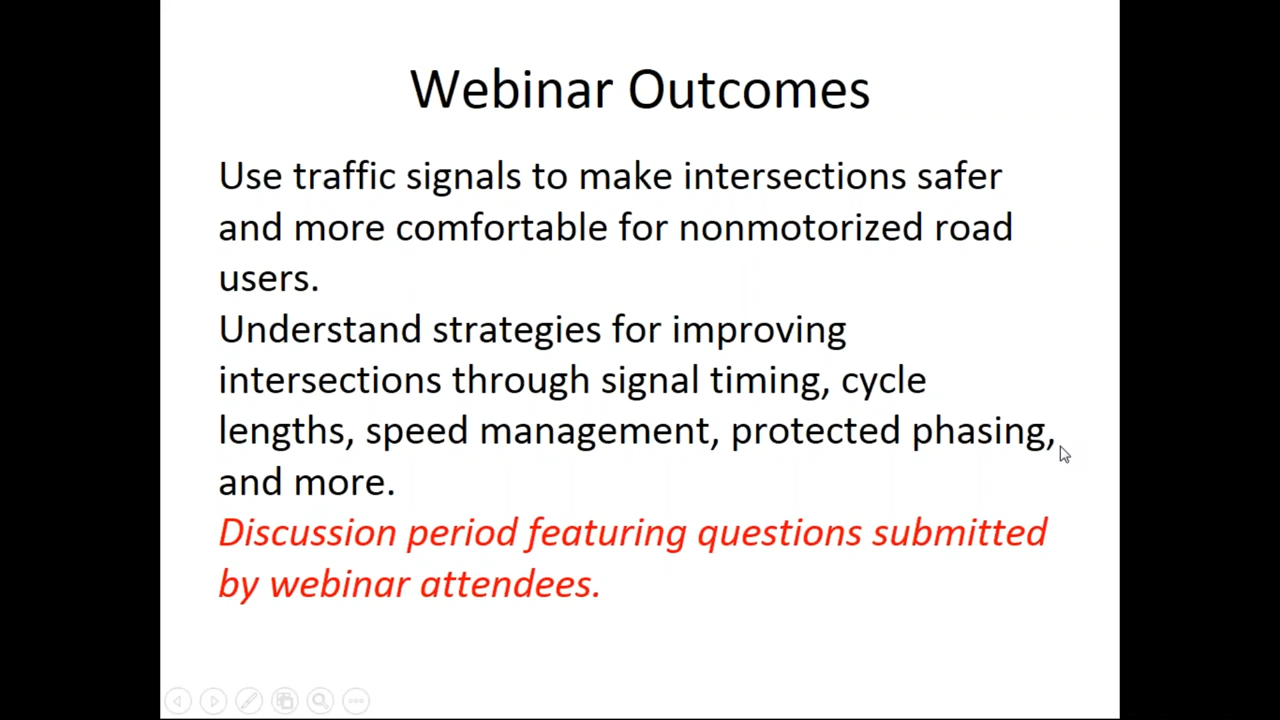 Webinar Outcomes
Use traffic signals to make intersections safer
and more comfortable for nonmotorized road
users.
Understand strategies for improving
intersections through signal timing, cycle
lengths, speed management, protected phasing,
and more.
Discussion period featuring questions submitted
by webinar attendees.